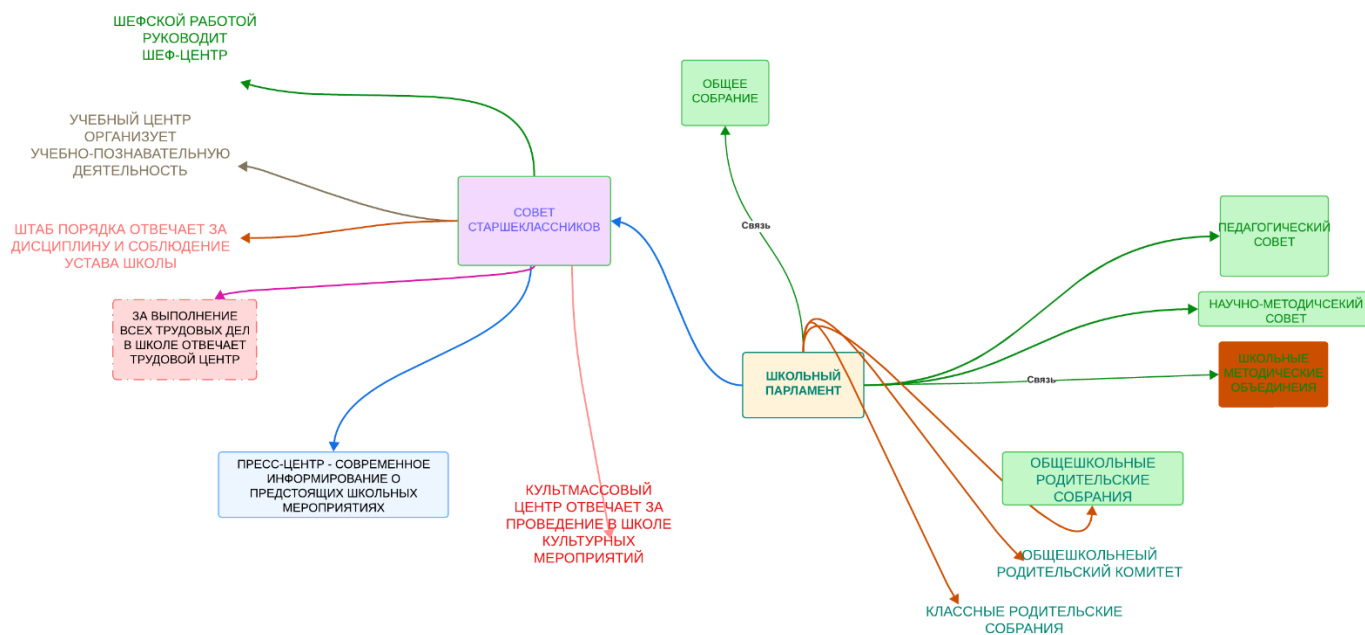 ШЕФСКОЙ РАБОТОЙ
РУКОВОДИТ
ШЕФ-ЦЕНТР
УЧЕБНЫЙ ЦЕНТР
ОРГАНИЗУЕТ
УЧЕБНО-ПОЗНАВАТЕЛЬНУЮ
ДЕЯТЕЛЬНОСТЬ
ШТАБ ПОРЯДКА ОТВЕЧАЕТ ЗА
ДИСЦИПЛИНУ И СОБЛЮДЕНИЕ
УСТАВА ШКОЛЫ
ЗА ВЫПОЛНЕНИЕ
ВСЕХ ТРУДОВЫХ ДЕЛ
В ШКОЛЕ ОТВЕЧАЕТ
ТРУДОВОЙ ЦЕНТР
СОВЕТ
СТАРШЕКЛАССНИКОВ
ПРЕСС-ЦЕНТР - СОВРЕМЕННОЕ
ИНФОРМИРОВАНИЕ О
ПРЕДСТОЯЩИХ ШКОЛЬНЫХ
МЕРОПРИЯТИЯХ
КУЛЬТМАССОВЫЙ
ЦЕНТР ОТВЕЧАЕТ ЗА
ПРОВЕДЕНИЕ В ШКОЛЕ
КУЛЬТУРНЫХ
МЕРОПРИЯТИЙ
ОБЩЕЕ
СОБРАНИЕ
Связь
ШКОЛЬНЫЙ
ПАРЛАМЕНТ
ПЕДАГОГИЧЕСКИЙ
СОВЕТ
НАУЧНО-МЕТОДИЧСЕКИЙ
СОВЕТ
Связь
ШКОЛЬНЫЕ
МЕТОДИЧЕСКИЕ
ОБЪЕДИНЕИЯ
ОБЩЕШКОЛЬНЫЕ
РОДИТЕЛЬСКИЕ
СОБРАНИЯ
ОБЩЕШКОЛЬНЕЫЙ
РОДИТЕЛЬСКИЙ КОМИТЕТ
КЛАССНЫЕ РОДИТЕЛЬСКИЕ
СОБРАНИЯ